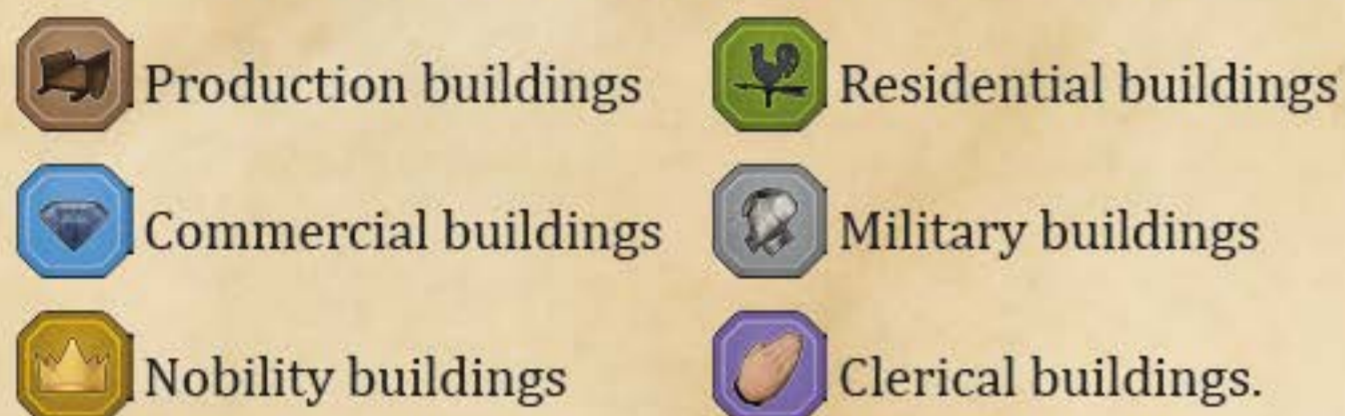 Production buildings
Residential buildings
Commercial buildings
Military buildings
Nobility buildings
Clerical buildings.